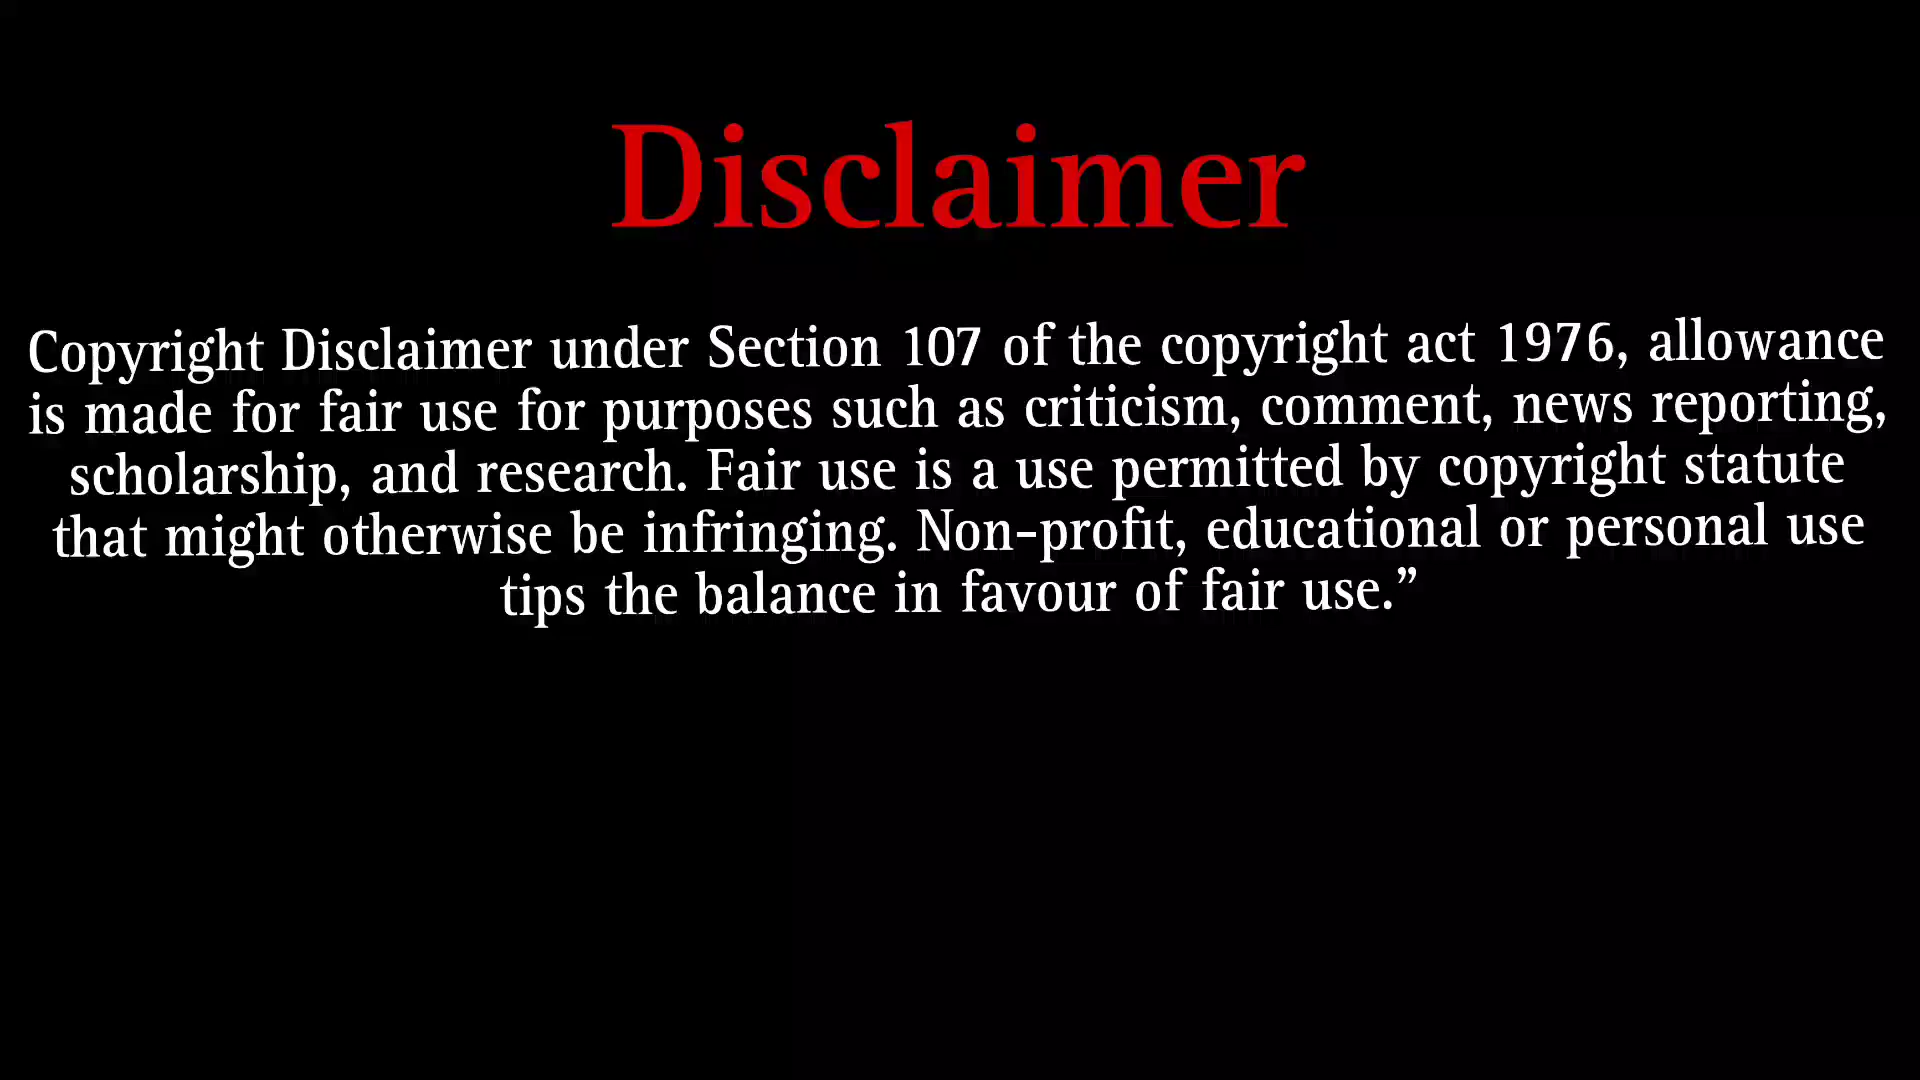 Disclaimer
Copyright Disclaimer under Section 107 of the copyright act 1976, allowance
is made for fair use for purposes such as criticism, comment, news reporting,
scholarship, and research. Fair use is a use permitted by copyright statute
that might otherwise be infringing. Non-profit, educational or personal use
tips the balance in favour of fair use.”